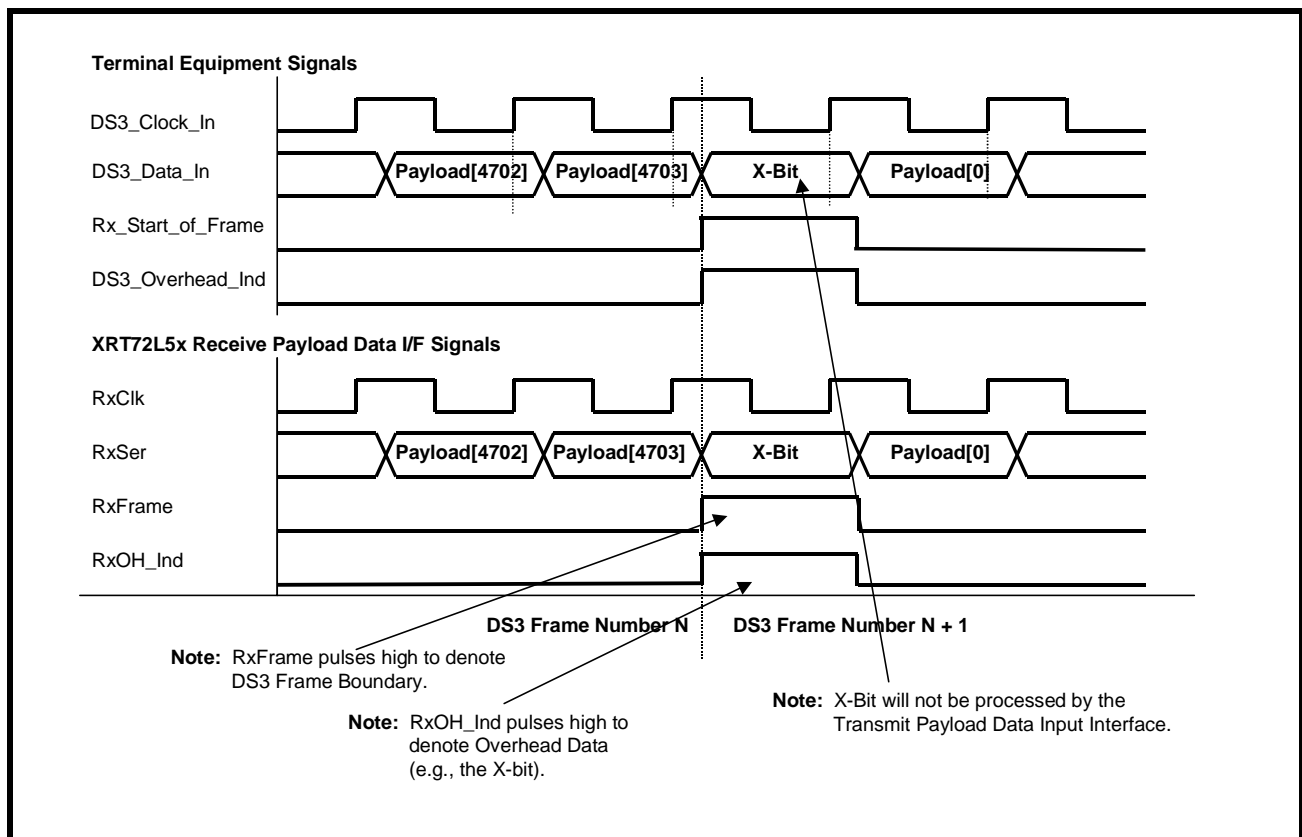 Terminal Equipment Signals
DS3_Clock_In
DS3_Data_In
Payload[4702] Payload[4703] X-Bit Payload[0]
Rx_Start_of_Frame
DS3_Overhead_Ind
XRT72L5x Receive Payload Data I/F Signals
RxClk
RxSer
Payload[4702] Payload[4703] X-Bit Payload[0]
RxFrame
RxOH_Ind
DS3 Frame Number N DS3 Frame Number N + 1
Note: RxFrame pulses high to denote
DS3 Frame Boundary.
Note: X-Bit will not be processed by the
Transmit Payload Data Input Interface.
Note: RxOH_Ind pulses high to
denote Overhead Data
(e.g., the X-bit).